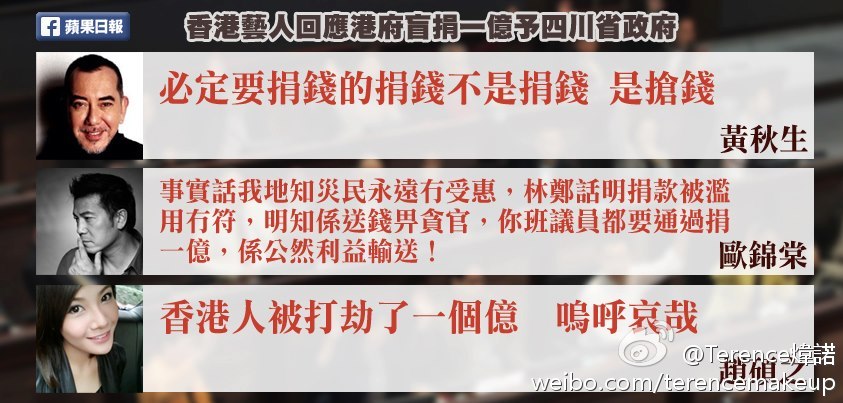 蘋果日報
香港藝人回應港府盲捐一億予四川省政府
必定要捐錢的捐錢不是捐錢 是搶錢
黃秋生
事實話我地知災民永遠冇受惠，林鄭話明捐款被濫
用冇符，明知係送錢畀貪官，你班議員都要通過捐
一億，係公然利益輸送！
歐錦棠
香港人被打劫了一個億 嗚呼哀哉
趙碩之
@Terence煒諾
weibo.com/terencemakeup